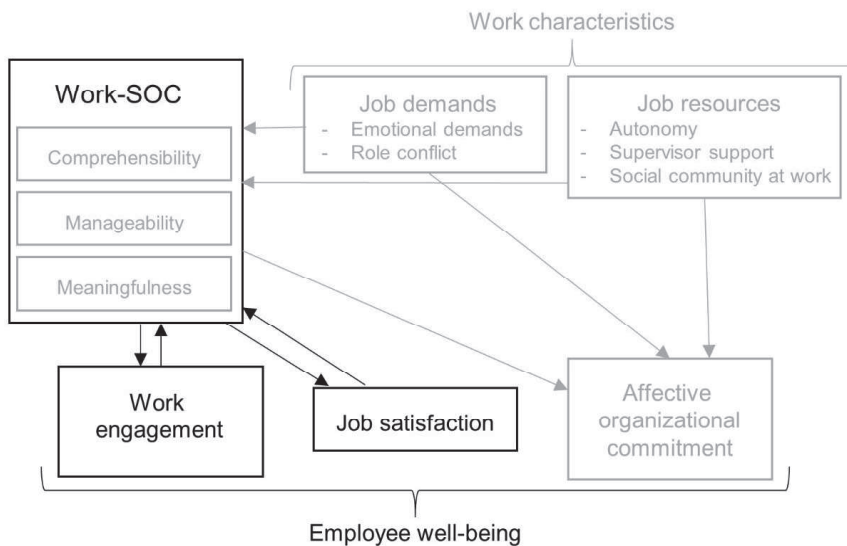 Work characteristics
Work-SOC
Comprehensibility
Manageability
Meaningfulness
Job demands
- Emotional demands
- Role conflict
Job resources
- Autonomy
- Supervisor support
- Social community at work
Work
engagement
Job satisfaction
Affective
organizational
commitment
Employee well-being